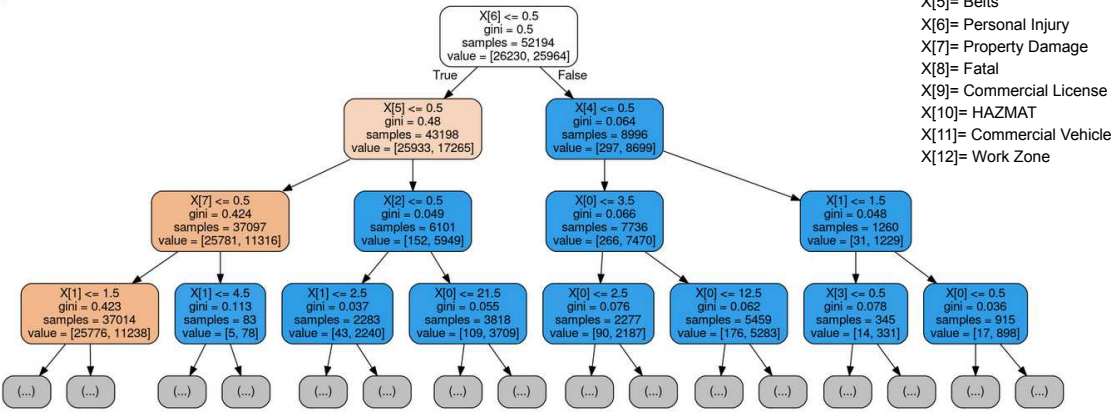 X[5]= Belts
X[6]= Personal Injury
X[7]= Property Damage
X[8]= Fatal
X[9]= Commercial License
X[10]= HAZMAT
X[11]= Commercial Vehicle
X[12]= Work Zone
X[6] <= 0.5
gini = 0.5
samples = 52194
value = [26230, 25964]
True
False
X[5] <= 0.5
gini = 0.48
samples = 43198
value = [25933, 17265]
X[4] <= 0.5
gini = 0.064
samples = 8996
value = [297, 8699]
X[7] <= 0.5
gini = 0.424
samples = 37097
value = [25781, 11316]
X[2] <= 0.5
gini = 0.049
samples = 6101
value = [152, 5949]
X[0] <= 3.5
gini = 0.066
samples = 7736
value = [266, 7470]
X[1] <= 1.5
gini = 0.048
samples = 1260
value = [31, 1229]
X[1] <= 1.5
gini = 0.423
samples = 37014
value = [25776, 11238]
X[1] <= 4.5
gini = 0.113
samples = 83
value = [5, 78]
X[1] <= 2.5
gini = 0.037
samples = 2283
value = [43, 2240]
X[0] <= 21.5
gini = 0.055
samples = 3818
value = [109, 3709]
X[0] <= 2.5
gini = 0.076
samples = 2277
value = [90, 2187]
X[0] <= 12.5
gini = 0.062
samples = 5459
value = [176, 5283]
X[3] <= 0.5
gini = 0.078
samples = 345
value = [14, 331]
X[0] <= 0.5
gini = 0.036
samples = 915
value = [17, 898]
(...) (...) (...) (...) (...) (...) (...) (...) (...) (...) (...) (...) (...) (...) (...) (...)